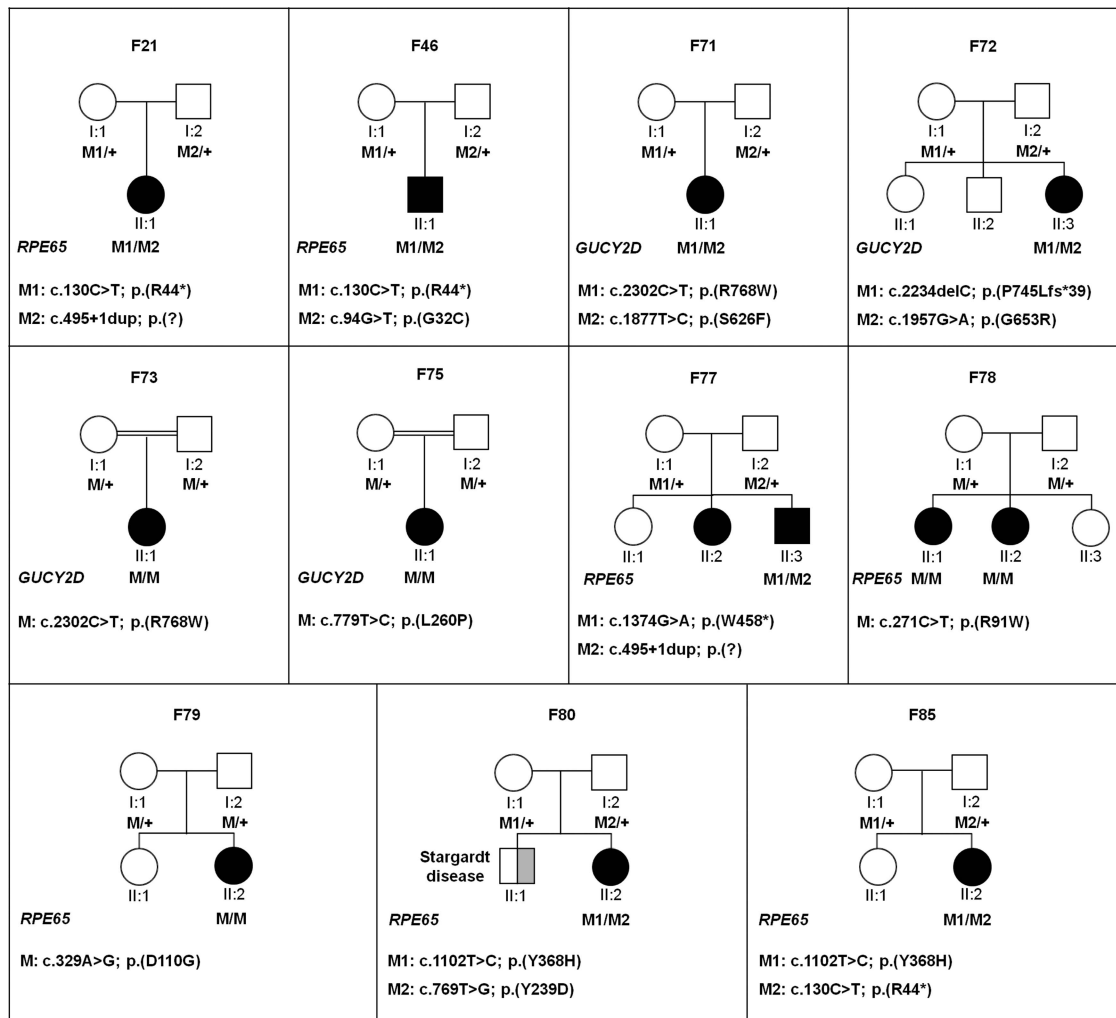 F21
I:1 I:2
M1/+ M2/+
II:1
RPE65 M1/M2
M1: c.130C>T; p.(R44*)
M2: c.495+1dup; p.(?)
F46
I:1 I:2
M1/+ M2/+
II:1
RPE65 M1/M2
M1: c.130C>T; p.(R44*)
M2: c.94G>T; p.(G32C)
F71
I:1 I:2
M1/+ M2/+
II:1
GUCY2D M1/M2
M1: c.2302C>T; p.(R768W)
M2: c.1877T>C; p.(S626F)
F72
I:1 I:2
M1/+ M2/+
II:1 II:2 II:3
GUCY2D M1/M2
M1: c.2234delC; p.(P745Lfs*39)
M2: c.1957G>A; p.(G653R)
F73
I:1 I:2
M/+ M/+
II:1
GUCY2D M/M
M: c.2302C>T; p.(R768W)
F75
I:1 I:2
M/+ M/+
II:1
GUCY2D M/M
M: c.779T>C; p.(L260P)
F77
I:1 I:2
M1/+ M2/+
II:1 II:2 II:3
RPE65 M1/M2
M1: c.1374G>A; p.(W458*)
M2: c.495+1dup; p.(?)
F78
I:1 I:2
M/+ M/+
II:1 II:2 II:3
RPE65 M/M M/M
M: c.271C>T; p.(R91W)
F79
I:1 I:2
M/+ M/+
II:1 II:2
RPE65 M/M
M: c.329A>G; p.(D110G)
F80
I:1 I:2
M1/+ M2/+
Stargardt
disease
II:1 II:2
RPE65 M1/M2
M1: c.1102T>C; p.(Y368H)
M2: c.769T>G; p.(Y239D)
F85
I:1 I:2
M1/+ M2/+
II:1 II:2
RPE65 M1/M2
M1: c.1102T>C; p.(Y368H)
M2: c.130C>T; p.(R44*)